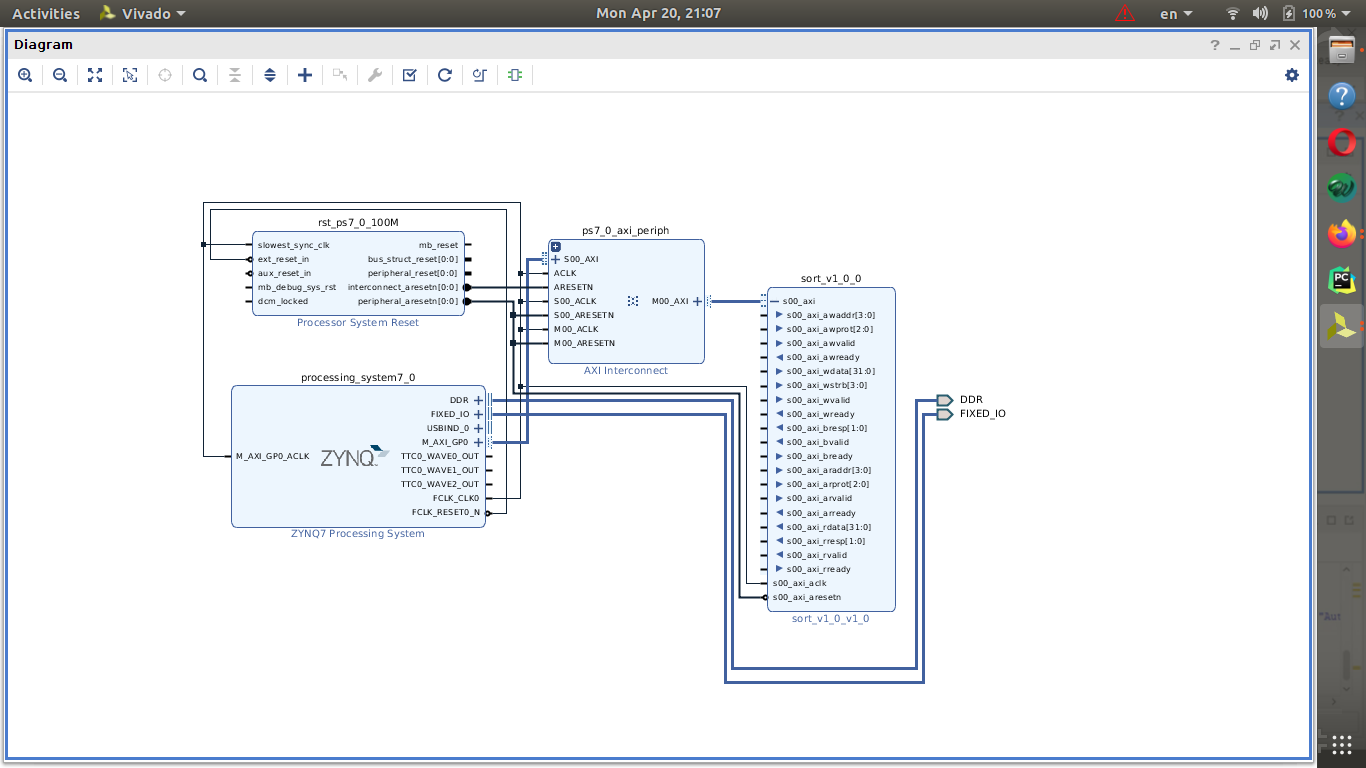 Activities Vivado Mon Apr 20, 21:07 en 100 %
Diagram
rst_ps7_0_100M
slowest_sync_clk mb_reset
ext_reset_in bus_struct_reset[0:0]
aux_reset_in peripheral_reset[0:0]
mb_debug_sys_rst interconnect_aresetn[0:0]
dcm_locked peripheral_aresetn[0:0]
Processor System Reset
ps7_0_axi_periph
S00_AXI
ACLK
ARESETN
S00_ACLK M00_AXI
S00_ARESETN
M00_ACLK
M00_ARESETN
AXI Interconnect
processing_system7_0
DDR
FIXED_IO
USBIND_0
M_AXI_GP0
M_AXI_GP0_ACLK ZYNQ TTC0_WAVE0_OUT
TTC0_WAVE1_OUT
TTC0_WAVE2_OUT
FCLK_CLK0
FCLK_RESET0_N
ZYNQ7 Processing System
sort_v1_0_0
s00_axi
s00_axi_awaddr[3:0]
s00_axi_awprot[2:0]
s00_axi_awvalid
s00_axi_awready
s00_axi_wdata[31:0]
s00_axi_wstrb[3:0]
s00_axi_wvalid
s00_axi_wready
s00_axi_bresp[1:0]
s00_axi_bvalid
s00_axi_bready
s00_axi_araddr[3:0]
s00_axi_arprot[2:0]
s00_axi_arvalid
s00_axi_arready
s00_axi_rdata[31:0]
s00_axi_rresp[1:0]
s00_axi_rvalid
s00_axi_rready
s00_axi_aclk
s00_axi_aresetn
sort_v1_0_v1_0
DDR
FIXED_IO
PC